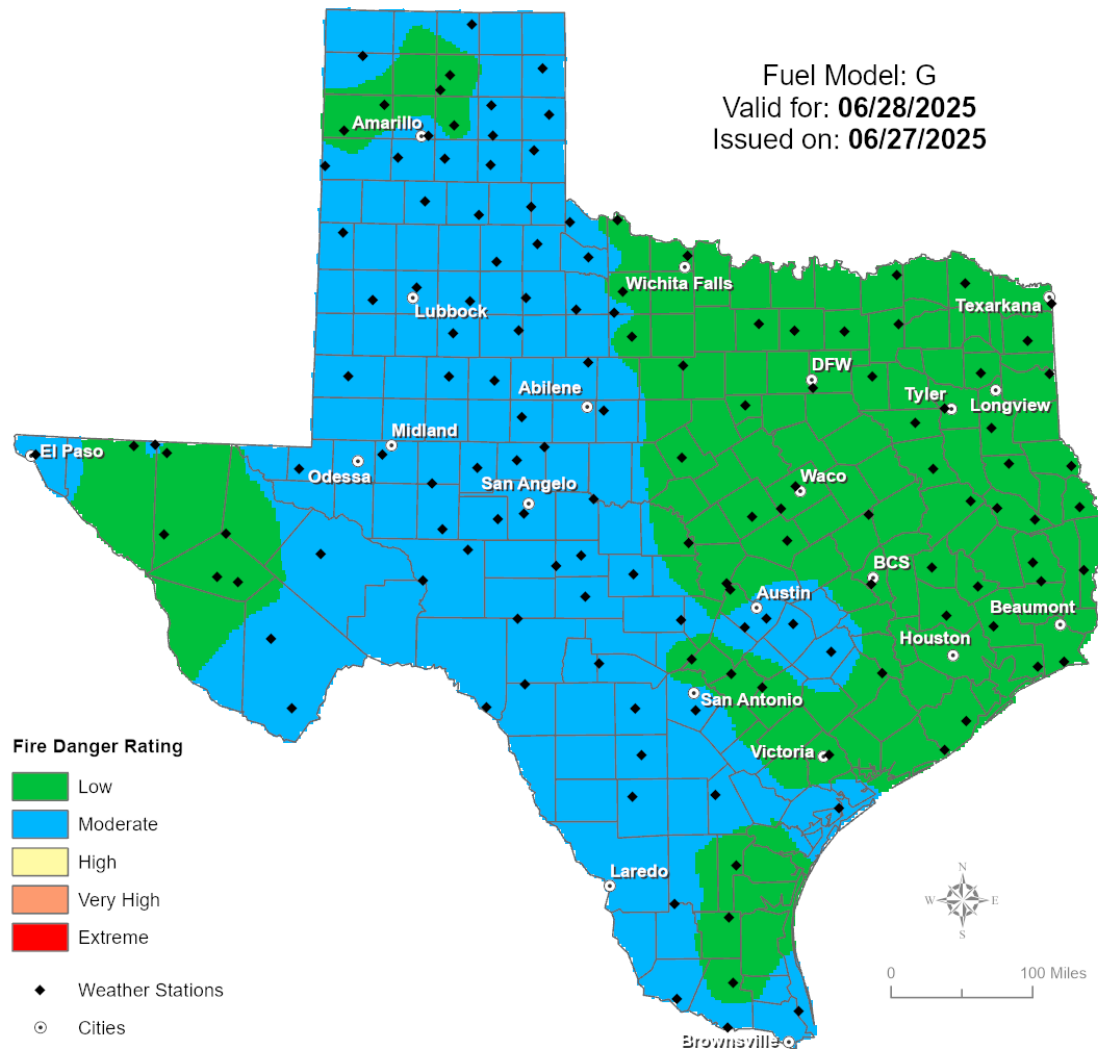 Fuel Model: G
Valid for: 06/28/2025
Issued on: 06/27/2025
Amarillo
Wichita Falls
Texarkana
Lubbock
DFW
Abilene
Tyler
Longview
Midland
El Paso
Odessa
San Angelo
Waco
BCS
Austin
Beaumont
Houston
San Antonio
Victoria
Laredo
Brownsville
Fire Danger Rating
Low
Moderate
High
Very High
Extreme
Weather Stations
Cities
N
W E
S
0 100 Miles